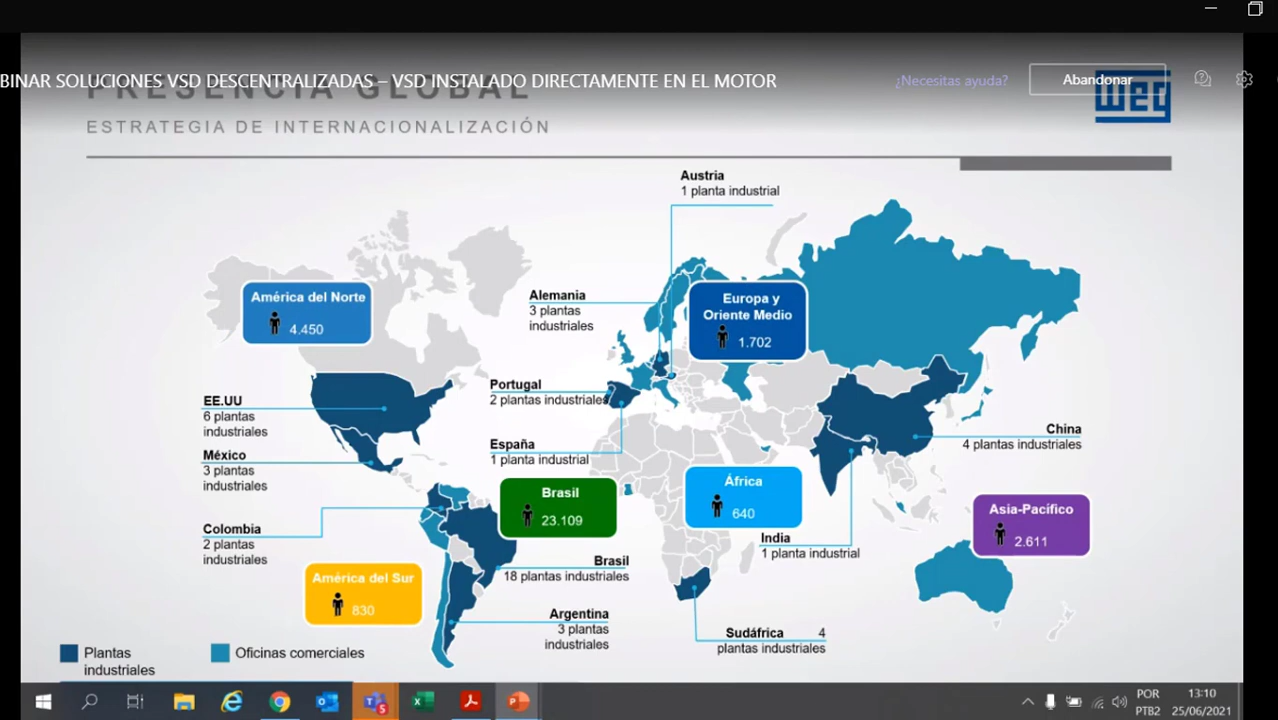 BINAR SOLUCIONES VSD DESCENTRALIZADAS – VSD INSTALADO DIRECTAMENTE EN EL MOTOR
¿Necesitas ayuda?
Abandonar
PRESENCIA GLOBAL
weg
ESTRATEGIA DE INTERNACIONALIZACIÓN
Austria
1 planta industrial
América del Norte
4.450
Alemania
3 plantas
industriales
Europa y
Oriente Medio
1.702
Portugal
2 plantas industriales
EE.UU
6 plantas
industriales
China
4 plantas industriales
España
1 planta industrial
México
3 plantas
industriales
Brasil
23.109
África
640
Asia-Pacífico
2.611
Colombia
2 plantas
industriales
India
1 planta industrial
Brasil
18 plantas industriales
América del Sur
830
Argentina
3 plantas
industriales
Sudáfrica 4
plantas industriales
Plantas
industriales
Oficinas comerciales
POR
PTB2
13:10
25/06/2021